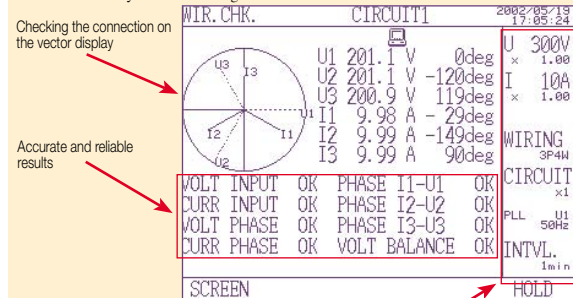 WIR.CHK. CIRCUIT1 2002/05/19
17:05:24
Checking the connection on
the vector display
U3 I3 U1 I1 I2 U2
U1 201.1 V 0deg
U2 201.1 V -120deg
U3 200.9 V 119deg
I1 9.98 A - 29deg
I2 9.99 A -149deg
I3 9.99 A 90deg
U 300V
× 1.00
I 10A
× 1.00
WIRING
3P4W
CIRCUIT
×1
PLL U1
50Hz
INTVL.
1min
Accurate and reliable
results
VOLT INPUT OK PHASE I1-U1 OK
CURR INPUT OK PHASE I2-U2 OK
VOLT PHASE OK PHASE I3-U3 OK
CURR PHASE OK VOLT BALANCE OK
SCREEN HOLD